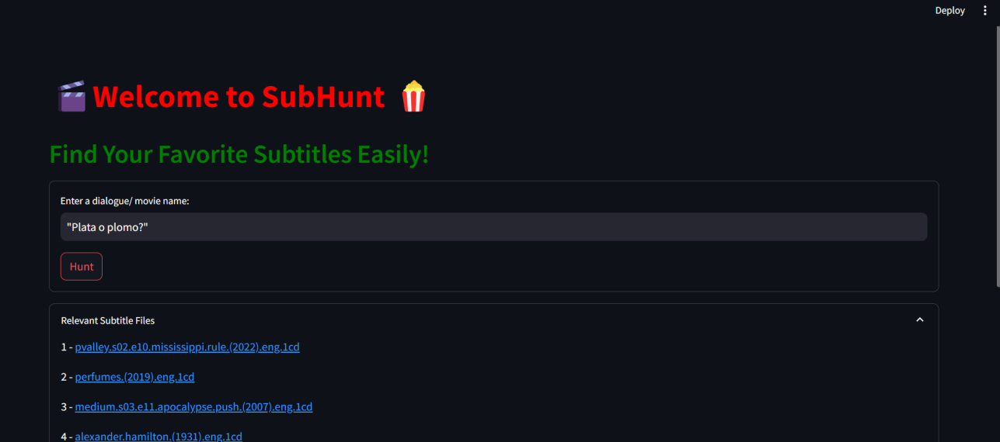 Deploy
Welcome to SubHunt
Find Your Favorite Subtitles Easily!
Enter a dialogue/ movie name:
"Plata o plomo?"
Hunt
Relevant Subtitle Files
1 - pvalley.s02.e10.mississippi.rule.(2022).eng.1cd
2 - perfumes.(2019).eng.1cd
3 - medium.s03.e11.apocalypse.push.(2007).eng.1cd
4 - alexander.hamilton.(1931).eng.1cd